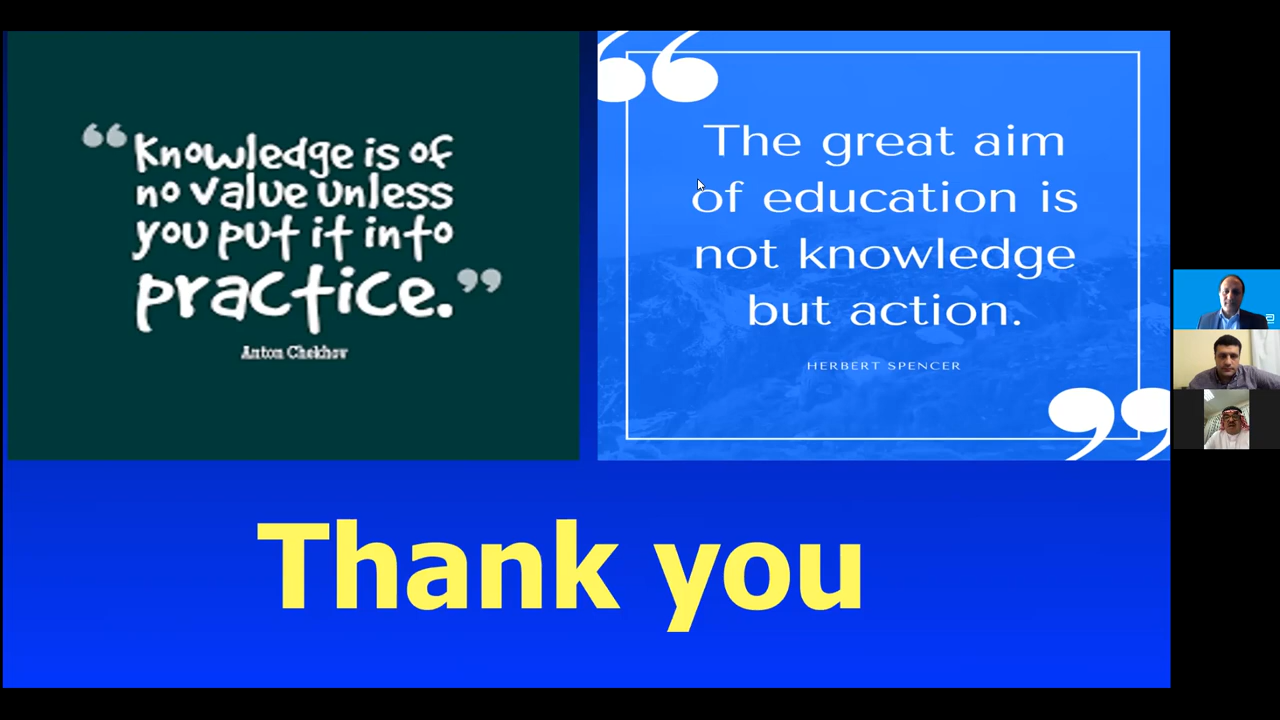 “Knowledge is of
no value unless
you put it into
practice.”
Anton Chekhov
“The great aim
of education is
not knowledge
but action.”
HERBERT SPENCER
Thank you